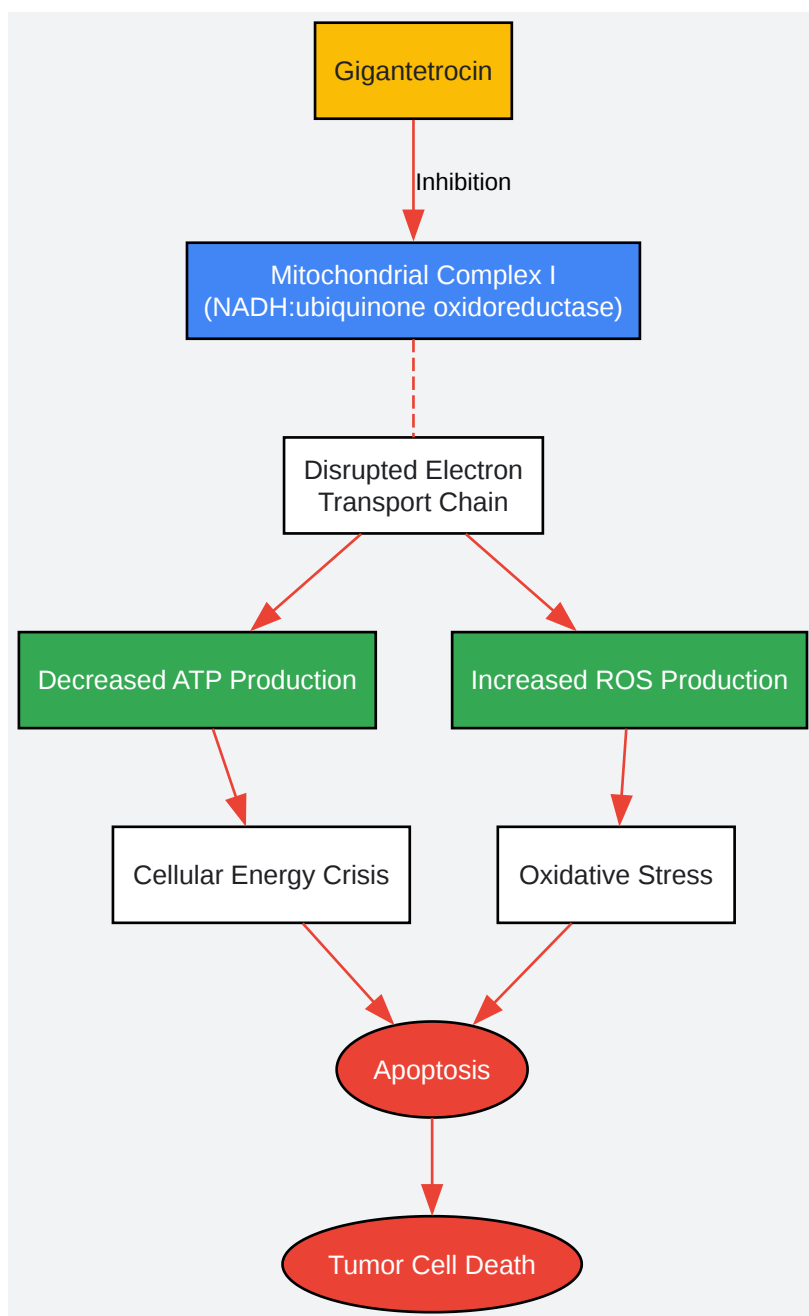 Gigantetrocin
Inhibition
Mitochondrial Complex I
(NADH:ubiquinone oxidoreductase)
Disrupted Electron
Transport Chain
Decreased ATP Production
Increased ROS Production
Cellular Energy Crisis
Oxidative Stress
Apoptosis
Tumor Cell Death